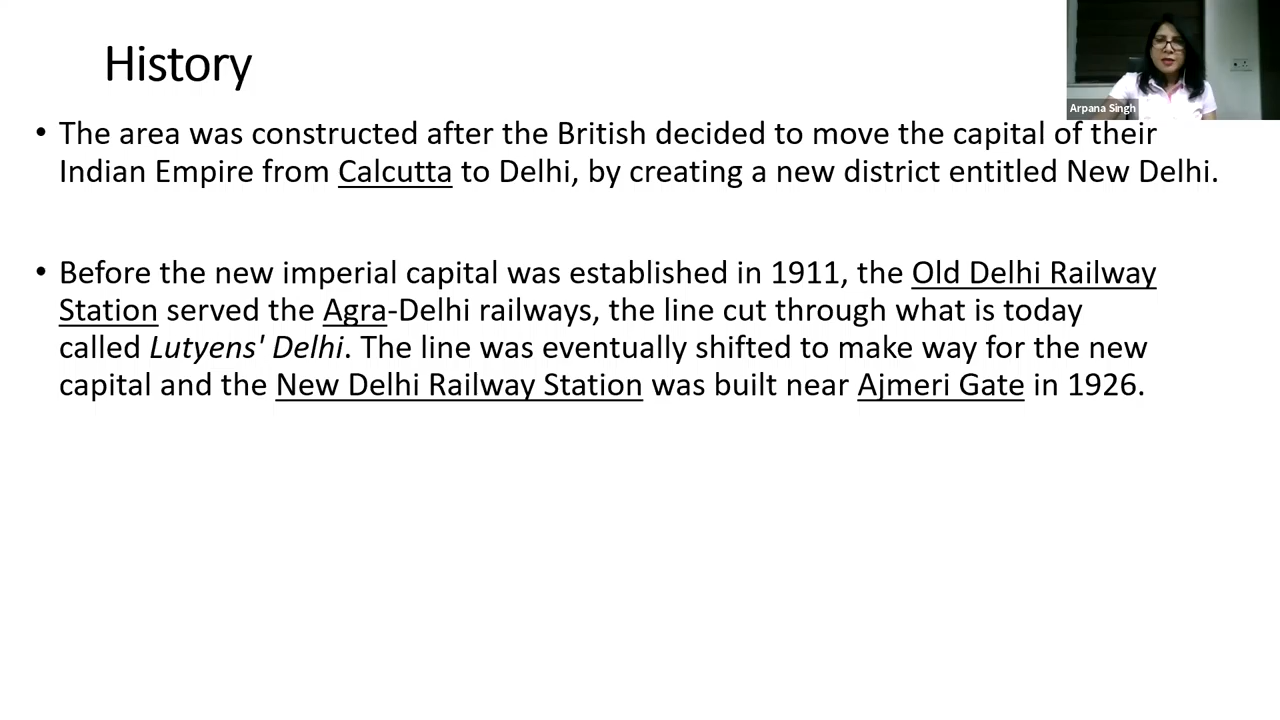 History
Arpana Singh
• The area was constructed after the British decided to move the capital of their
Indian Empire from Calcutta to Delhi, by creating a new district entitled New Delhi.
• Before the new imperial capital was established in 1911, the Old Delhi Railway
Station served the Agra-Delhi railways, the line cut through what is today
called Lutyens' Delhi. The line was eventually shifted to make way for the new
capital and the New Delhi Railway Station was built near Ajmeri Gate in 1926.